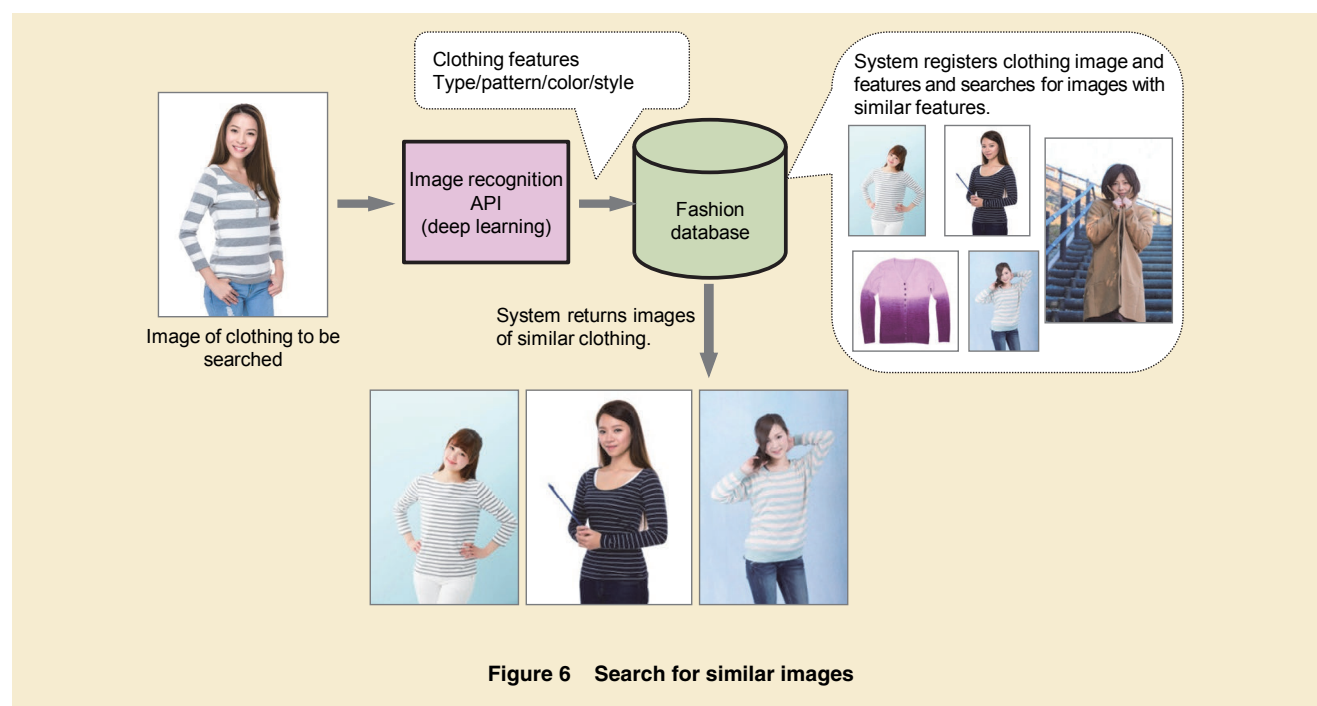 Clothing features
Type/pattern/color/style
System registers clothing image and
features and searches for images with
similar features.
Image recognition
API
(deep learning)
Fashion
database
Image of clothing to be
searched
System returns images
of similar clothing.
Figure 6 Search for similar images